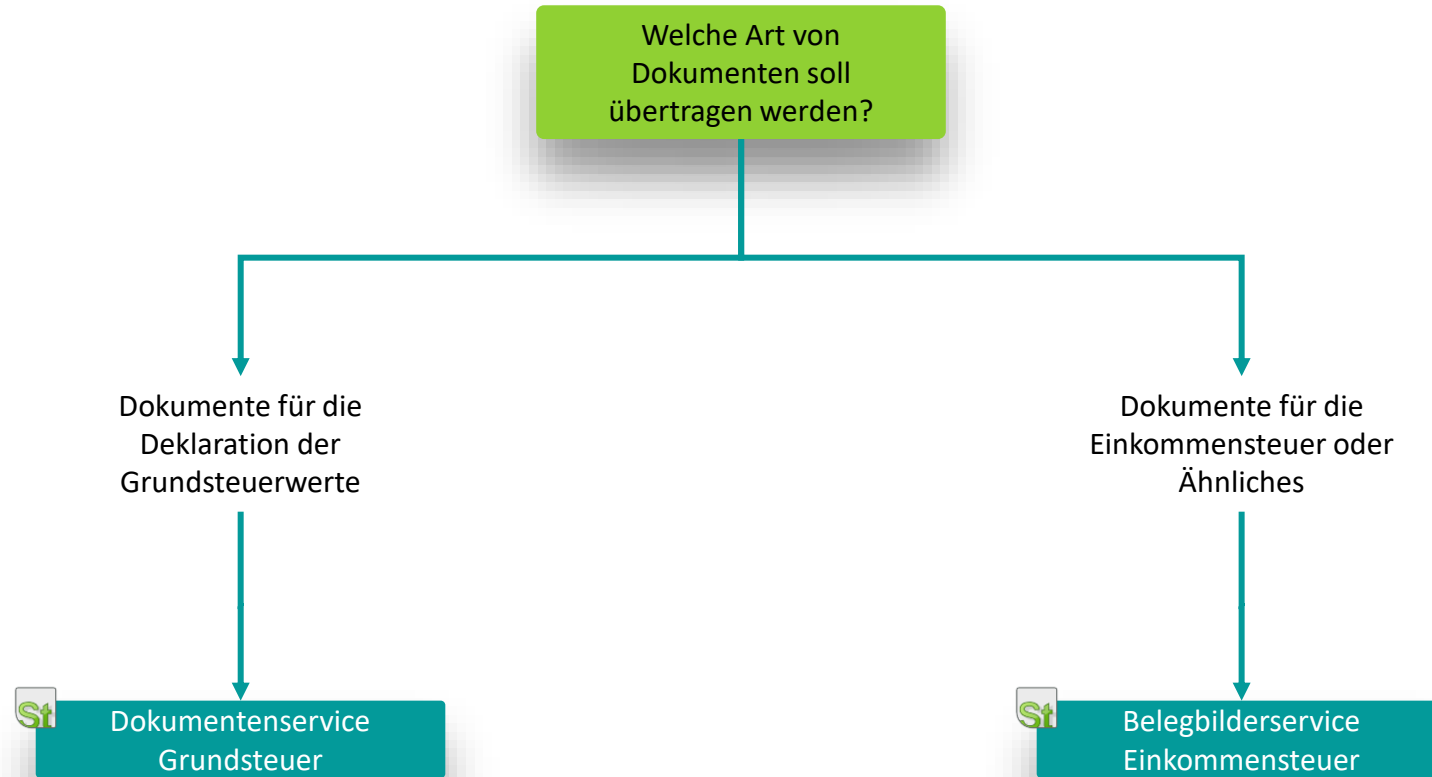 Welche Art von
Dokumenten soll
übertragen werden?
Dokumente für die
Deklaration der
Grundsteuerwerte
Dokumente für die
Einkommensteuer oder
Ähnliches
St
Dokumentenservice
Grundsteuer
St
Belegbilderservice
Einkommensteuer